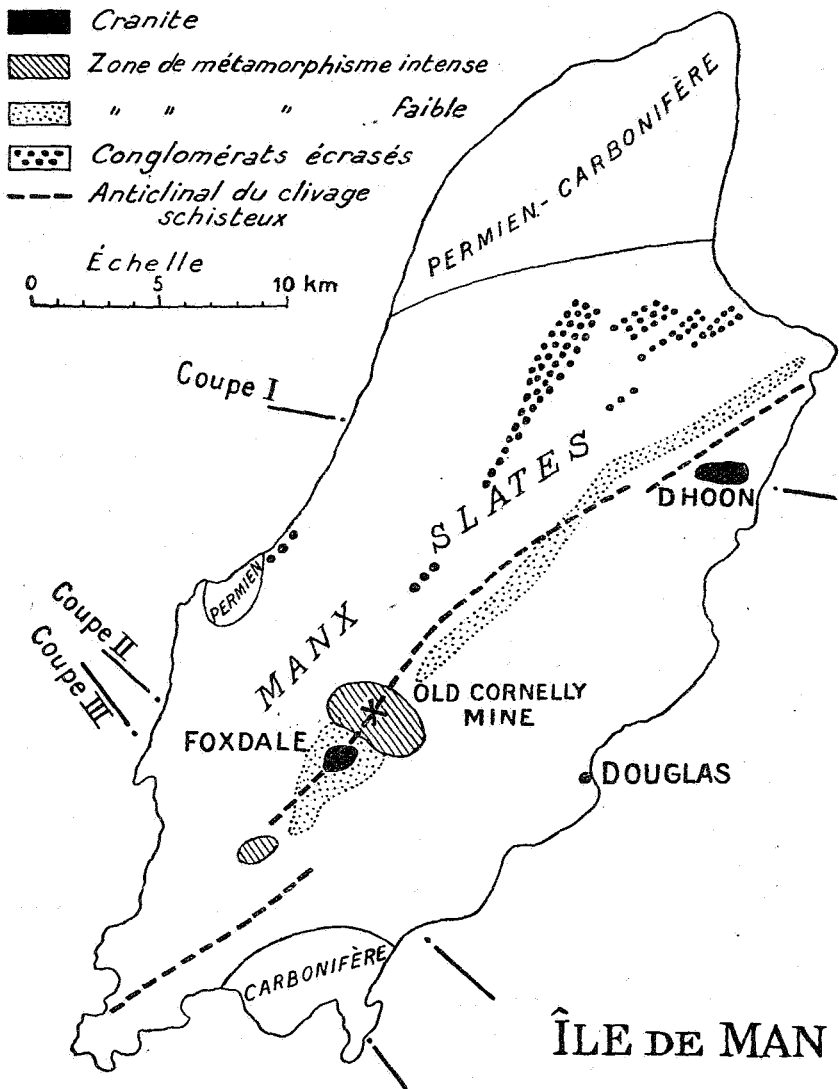 Cranite
Zone de métamorphisme intense
" " " faible
Conglomérats écrasés
Anticlinal du clivage
schisteux
Échelle
0 5 10 km
PERMIEN-CARBONIFÈRE
Coupe I
MANX SLATES
DHOON
PERMIEN
Coupe II
Coupe III
OLD CORNELLY
MINE
FOXDALE
DOUGLAS
CARBONIFÈRE
ÎLE DE MAN